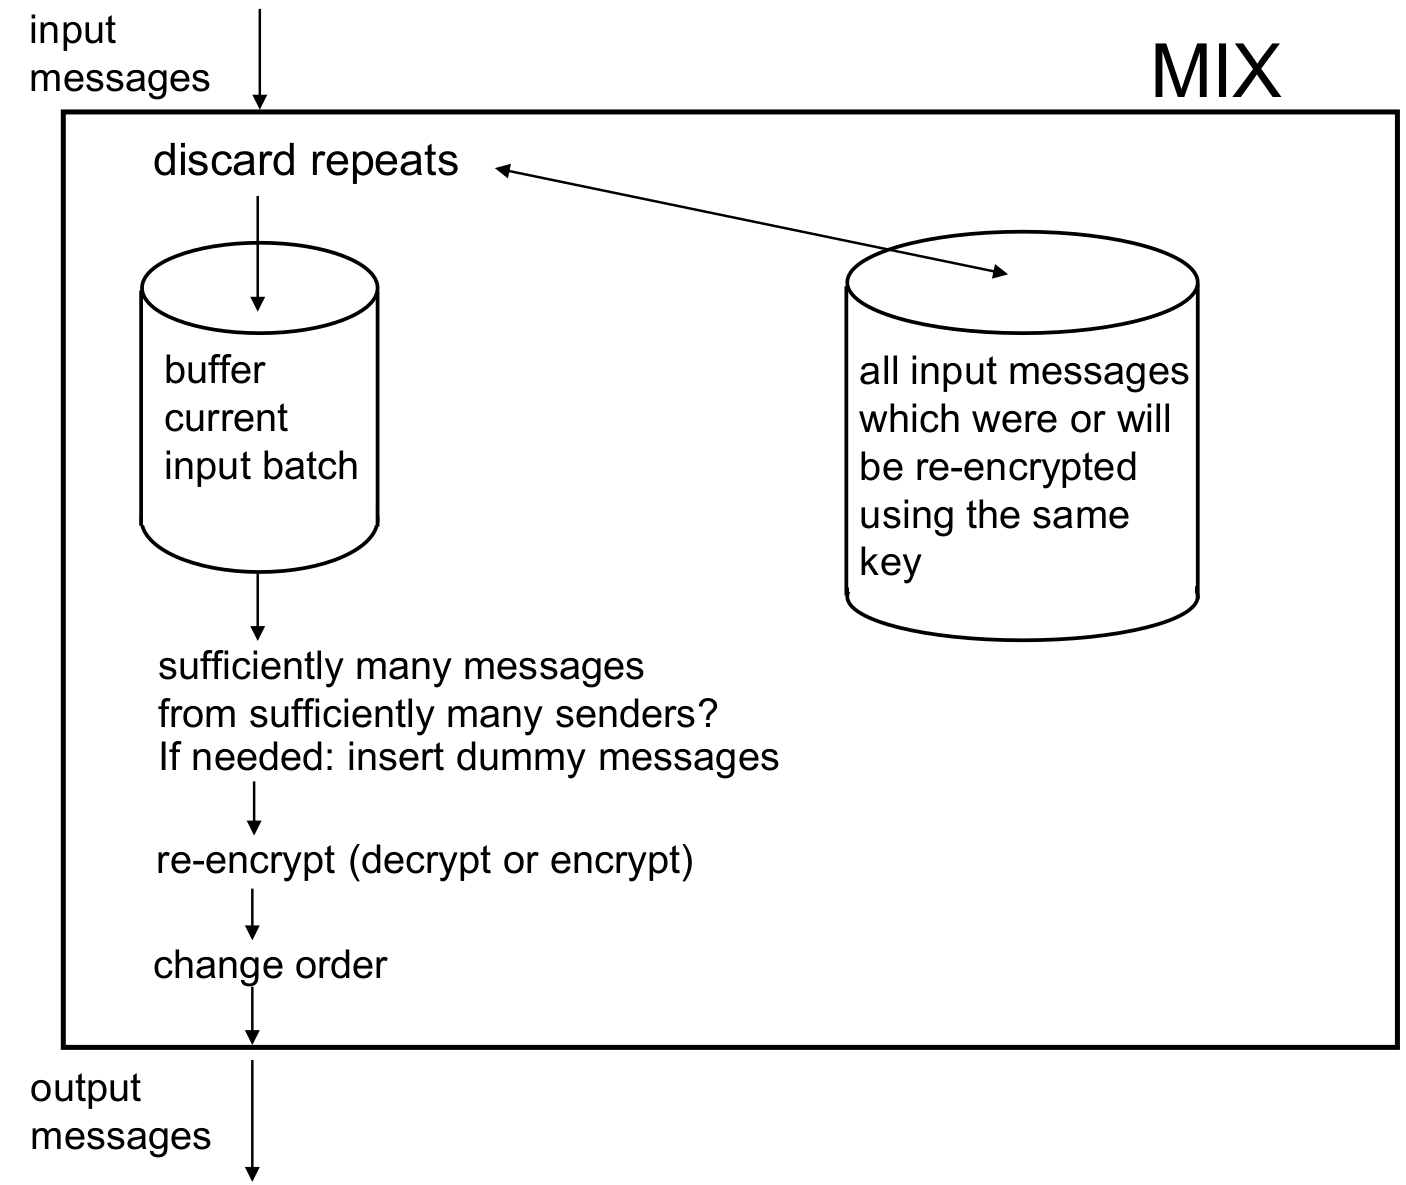 input
messages
MIX
discard repeats
buffer
current
input batch
all input messages
which were or will
be re-encrypted
using the same
key
sufficiently many messages
from sufficiently many senders?
If needed: insert dummy messages
re-encrypt (decrypt or encrypt)
change order
output
messages